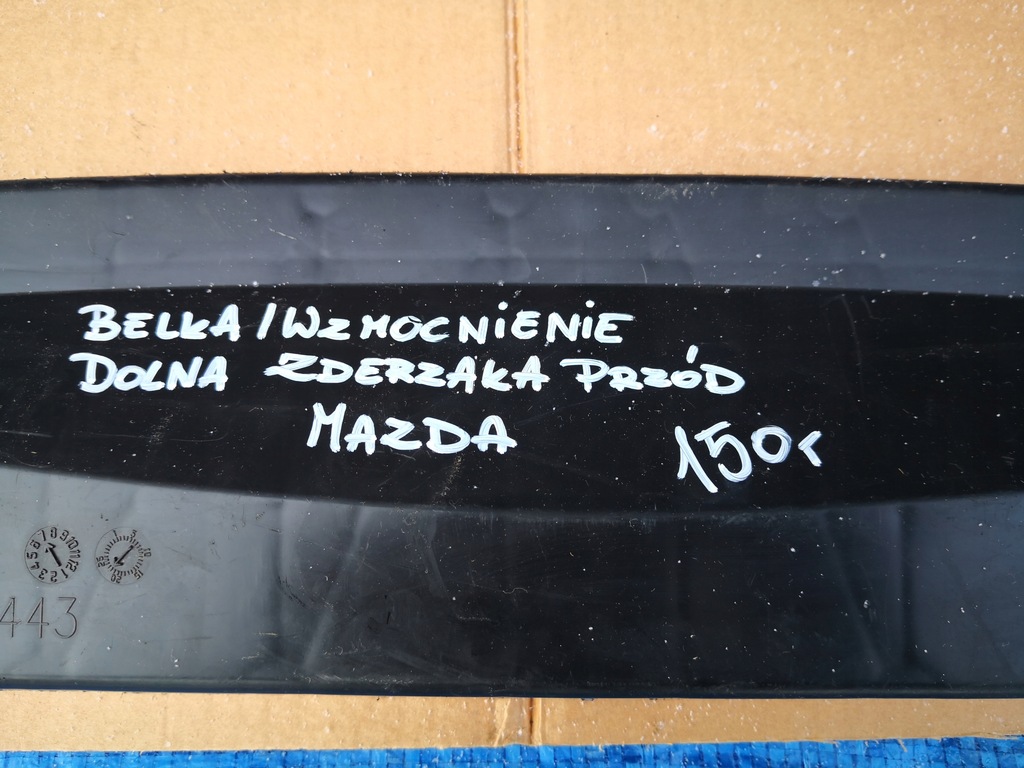 BELKA/WZMOCNiENiE
DOLNA ZDERZAKA PRZÓD
MAZDA
150,-
443